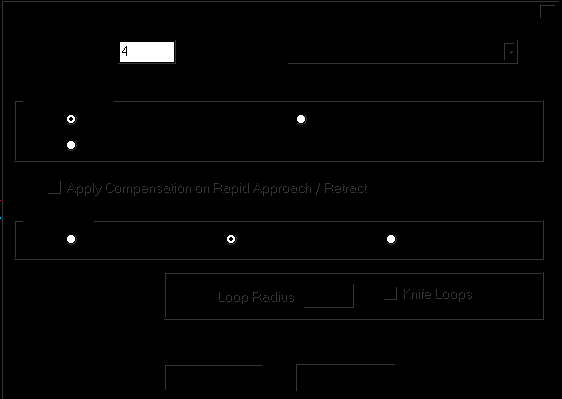 4
Apply Compensation on Rapid Approach / Retract
Loop Radius
Knife Loops